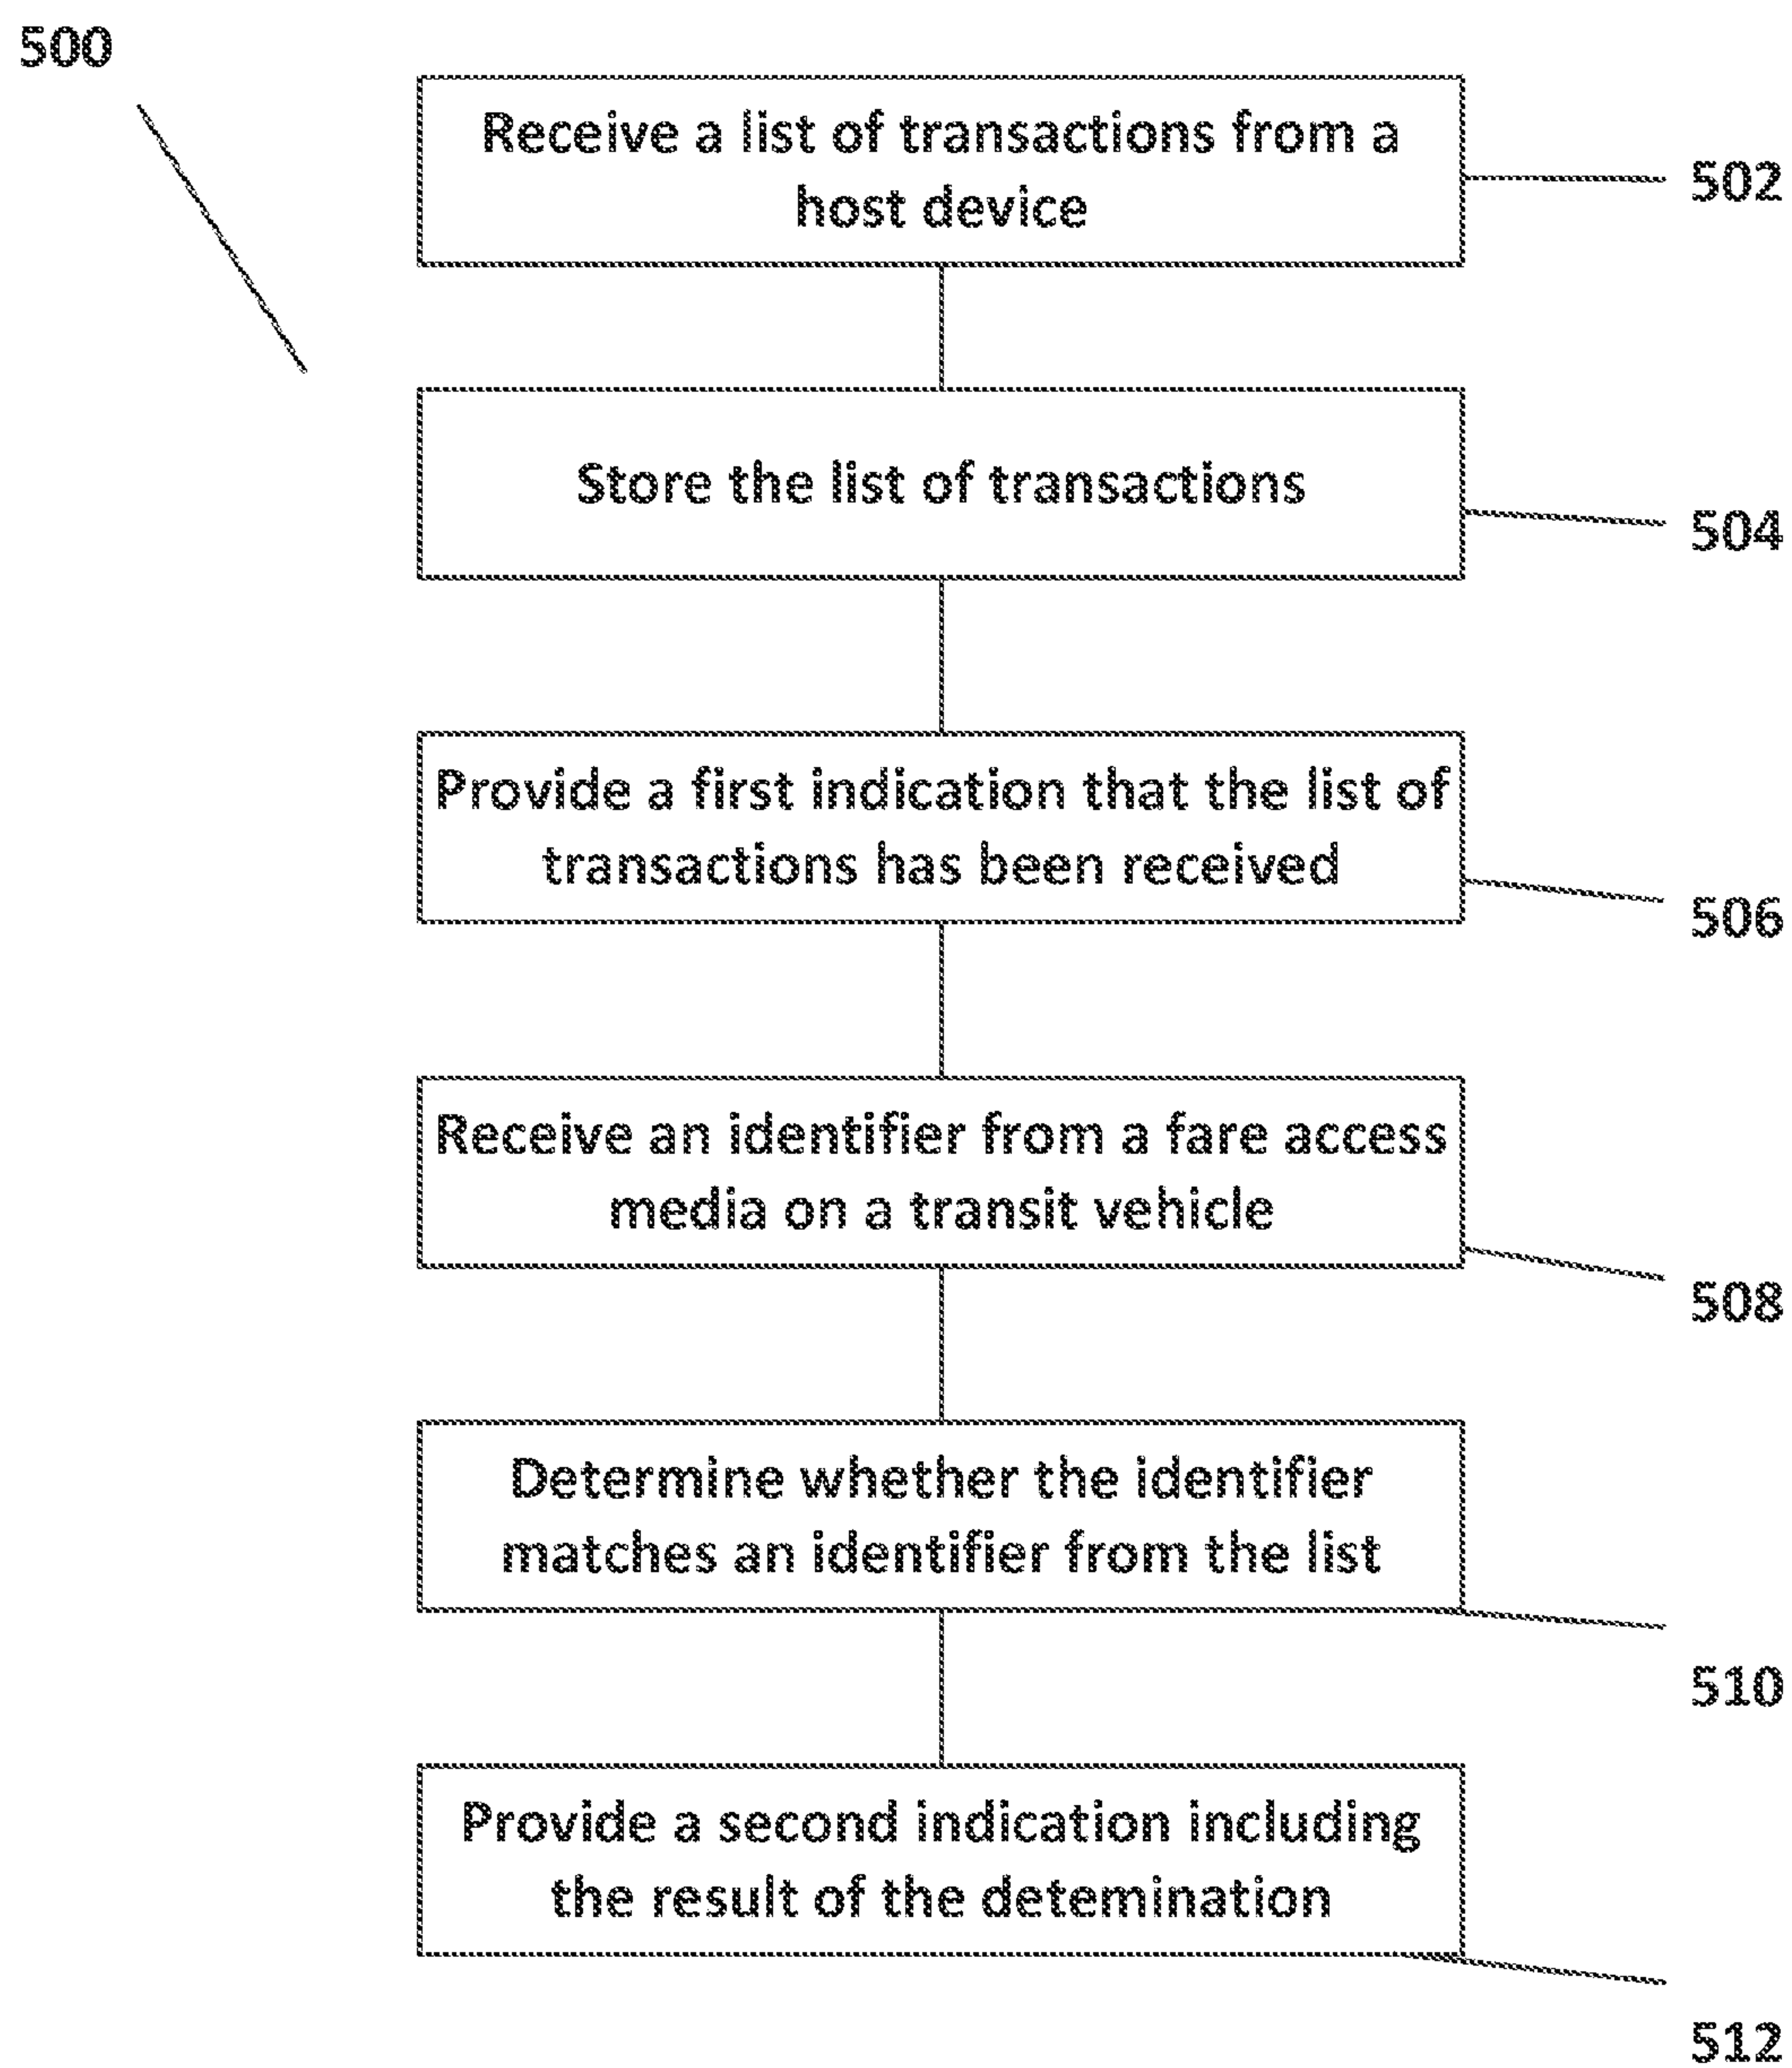 500
Receive a list of transactions from a
host device
502
Store the list of transactions
504
Provide a first indication that the list of
transactions has been received
506
Receive an identifier from a fare access
media on a transit vehicle
508
Determine whether the identifier
matches an identifier from the list
510
Provide a second indication including
the result of the detemination
512